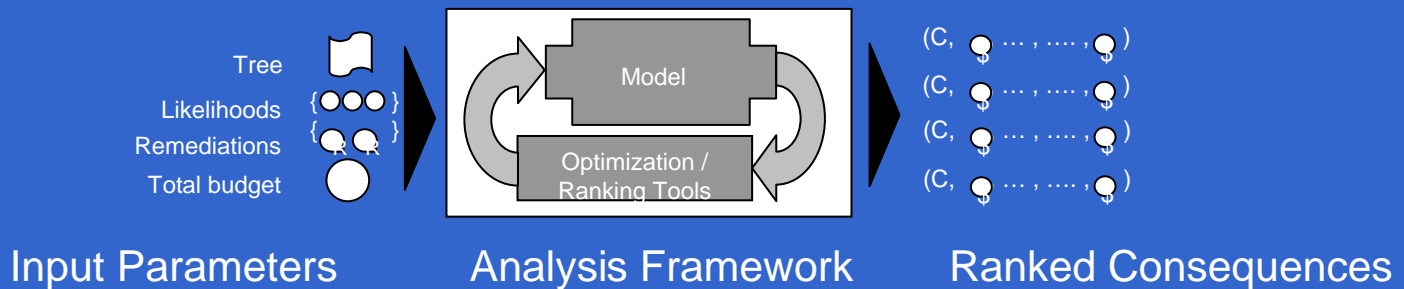 Tree
Likelihoods { }
Remediations { R R }
Total budget
Model
Optimization /
Ranking Tools
(C, $ … , …. , $ )
(C, $ … , …. , $ )
(C, $ … , …. , $ )
(C, $ … , …. , $ )
Input Parameters
Analysis Framework
Ranked Consequences